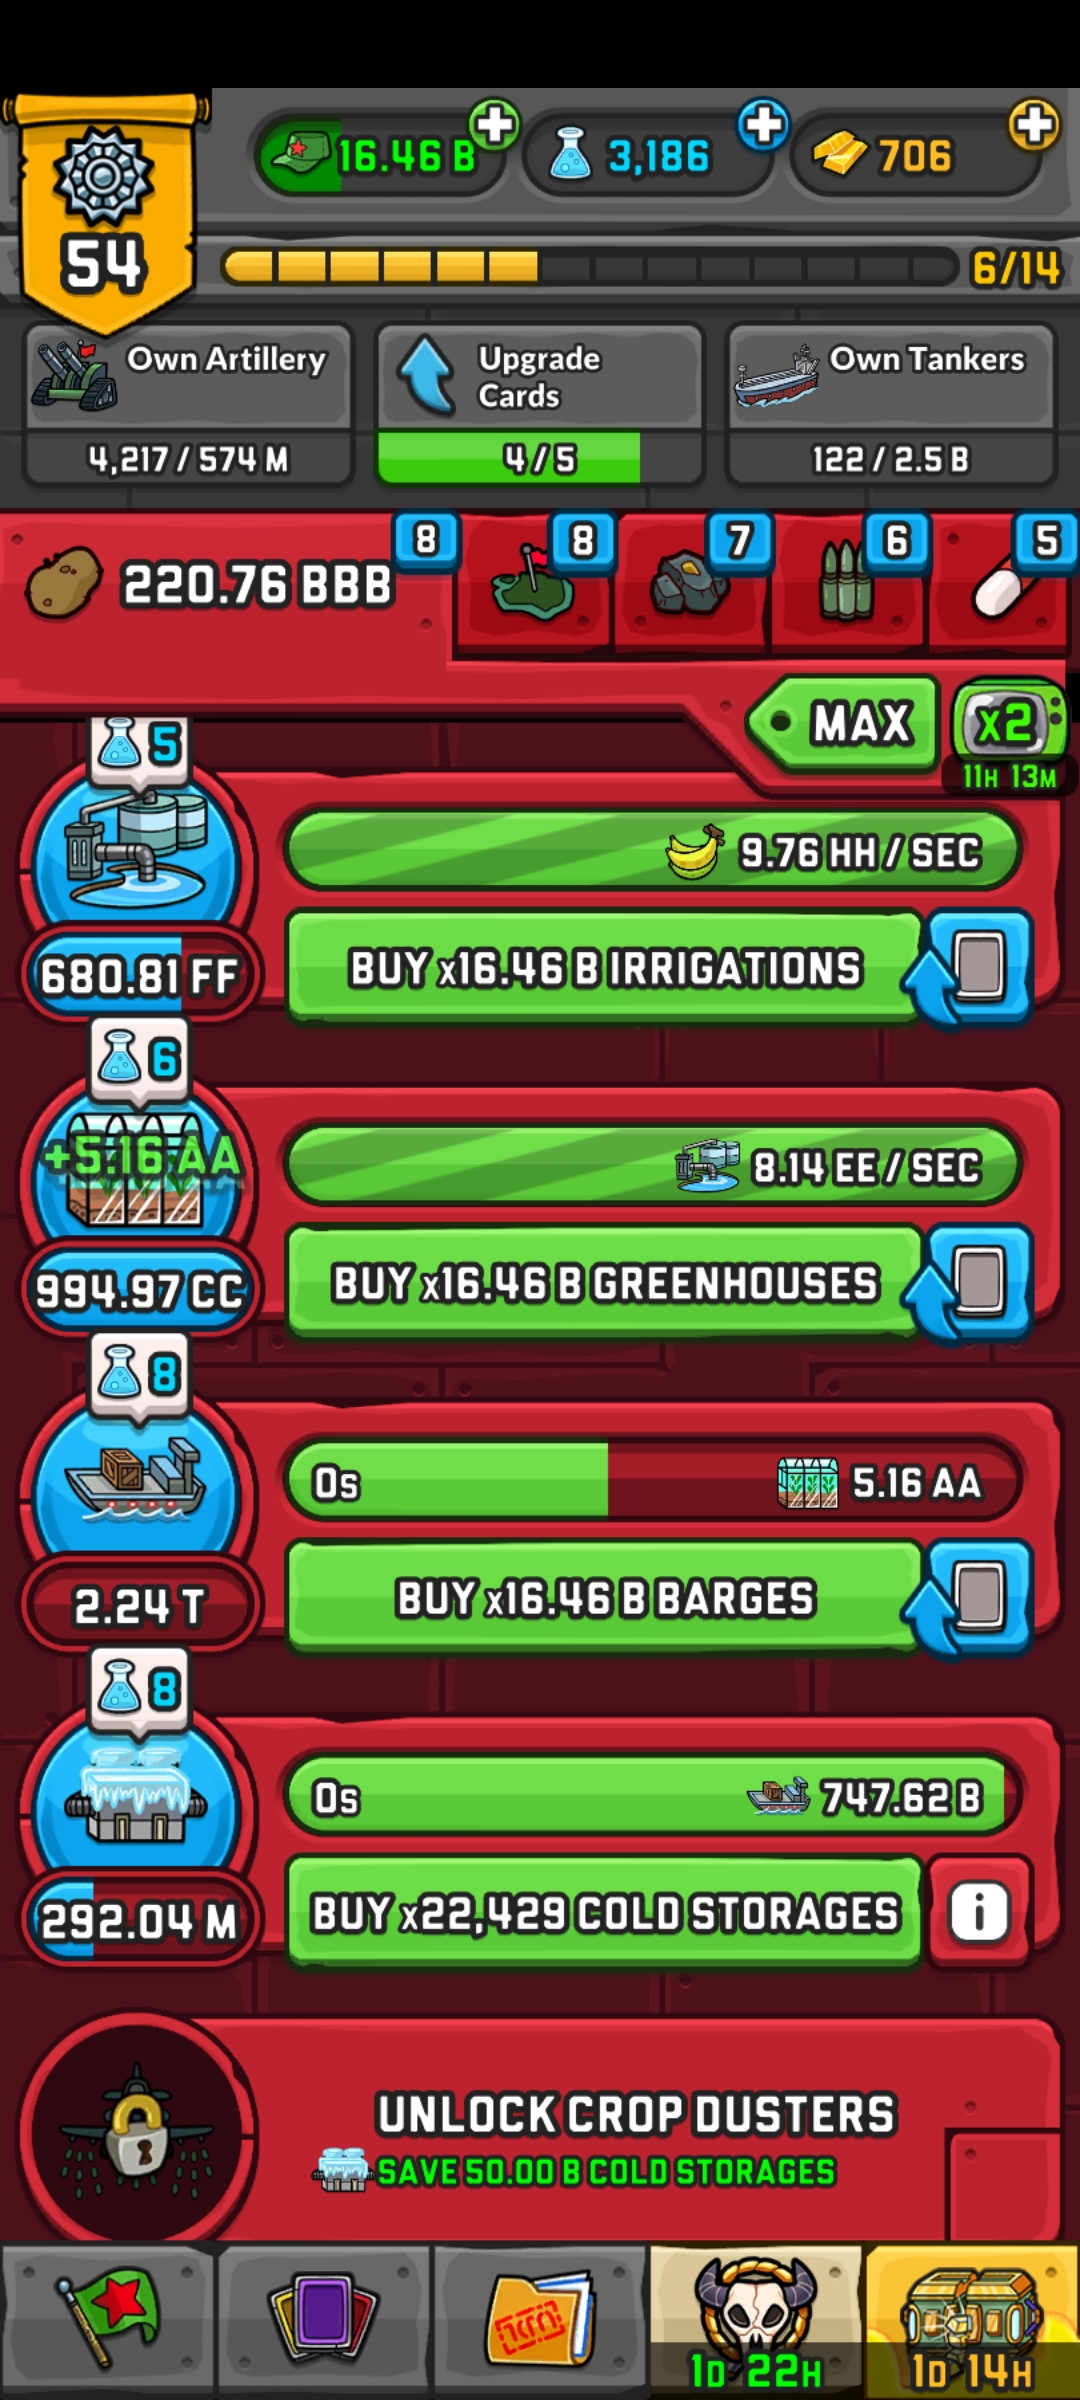 16.46 B
3,186
706
54
6/14
Own Artillery
4,217 / 574 M
Upgrade
Cards
4 / 5
Own Tankers
122 / 2.5 B
220.76 BBB
8
8
7
6
5
MAX
x2
11H 13M
5
9.76 HH / SEC
680.81 FF
BUY x16.46 B IRRIGATIONS
6
+5.16 AA
8.14 EE / SEC
994.97 CC
BUY x16.46 B GREENHOUSES
8
0s
5.16 AA
2.24 T
BUY x16.46 B BARGES
8
0s
747.62 B
292.04 M
BUY x22,429 COLD STORAGES
i
UNLOCK CROP DUSTERS
SAVE 50.00 B COLD STORAGES
1D 22H
1D 14H